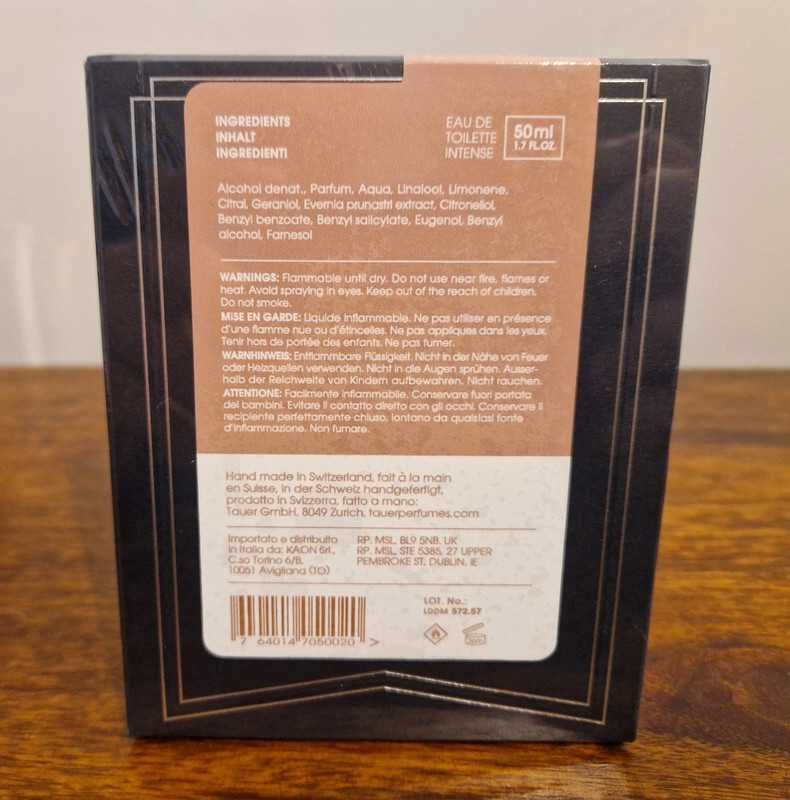 INGREDIENTS
INHALT
INGREDIENTI
EAU DE
TOILETTE
INTENSE
50ml
1.7 FL.OZ.
Alcohol denat., Parfum, Aqua, Linalool, Limonene,
Citral, Geraniol, Evernia prunastri extract, Citronellol,
Benzyl benzoate, Benzyl salicylate, Eugenol, Benzyl
alcohol, Farnesol
WARNINGS: Flammable until dry. Do not use near fire, flames or
heat. Avoid spraying in eyes. Keep out of the reach of children.
Do not smoke.
MISE EN GARDE: Liquide inflammable. Ne pas utiliser en présence
d'une flamme nue ou d'étincelles. Ne pas appliques dans les yeux.
Tenir hors de portée des enfants. Ne pas fumer.
WARNHINWEIS: Entflammbare Flüssigkeit. Nicht in der Nähe von Feuer
oder Heizquellen verwenden. Nicht in die Augen sprühen. Ausser-
halb der Reichweite von Kindern aufbewahren. Nicht rauchen.
ATTENTIONE: Facilmente inflammabile. Conservare fuori portata
dei bambini. Evitare il contatto diretto con gli occhi. Conservare il
recipiente perfettamente chiuso, lontano da qualsiasi fonte
d'infiammazione. Non fumare.
Hand made in Switzerland, fait à la main
en Suisse, in der Schweiz handgefertigt,
prodotto in Svizzerra, fatto a mano:
Tauer GmbH, 8049 Zurich, tauerperfumes.com
Importato e distribuito
in Italia da: KAON Srl.,
C.so Torino 6/B,
10051 Avigliana (TO)
RP. MSL, BL9 5NB, UK
RP. MSL, STE 5385, 27 UPPER
PEMBROKE ST, DUBLIN, IE
LOT. No.:
LDDM 572.57
7 640147 050020 >